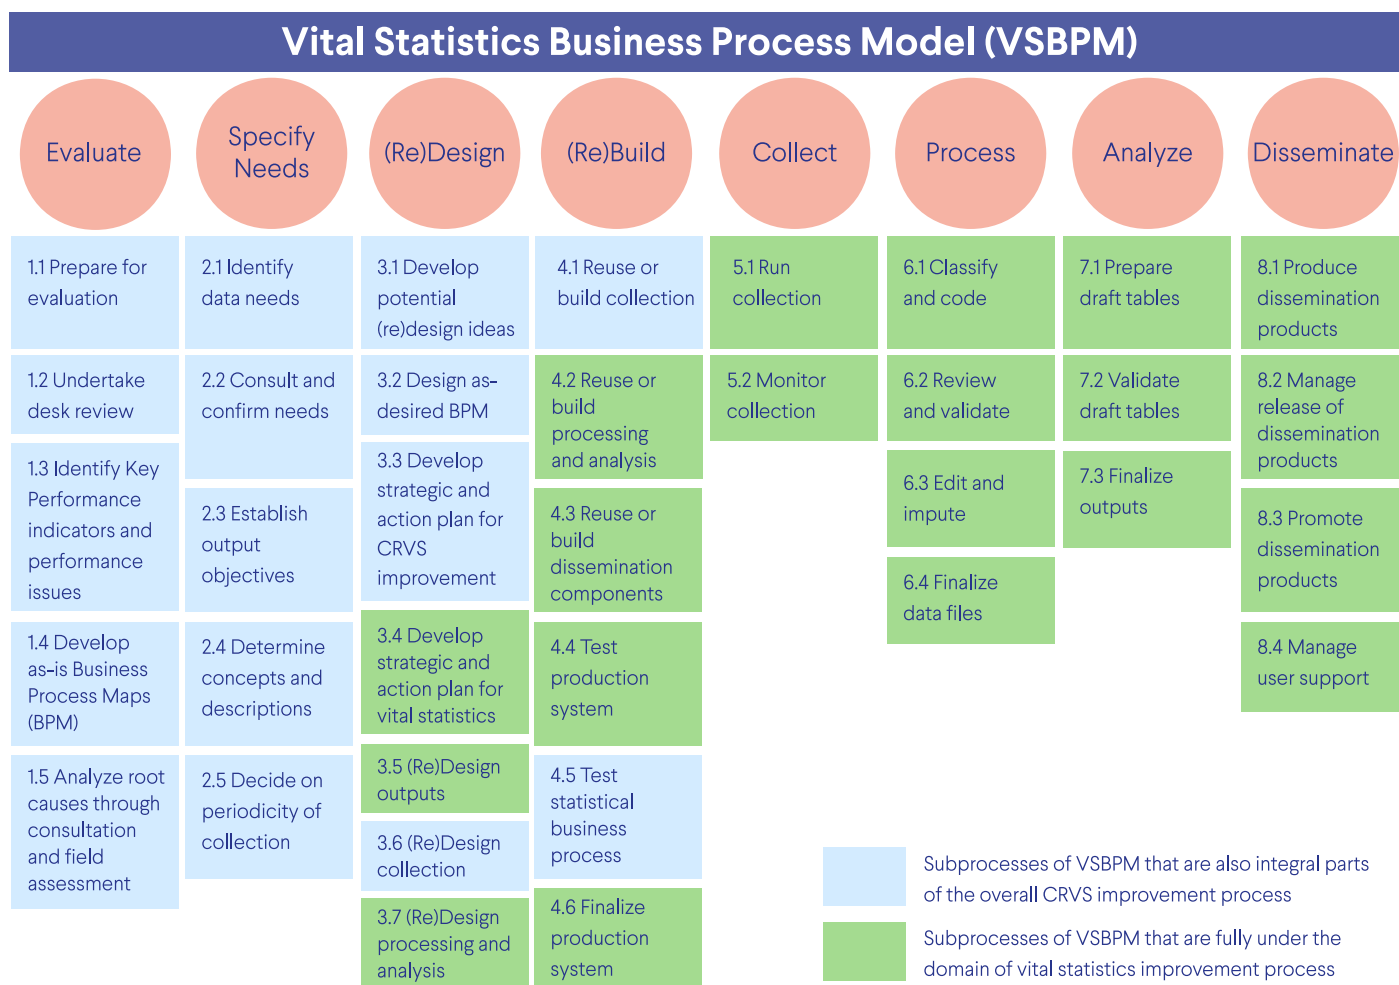 Vital Statistics Business Process Model (VSBPM)
Evaluate
Specify
Needs
(Re)Design
(Re)Build
Collect
Process
Analyze
Disseminate
1.1 Prepare for
evaluation
1.2 Undertake
desk review
1.3 Identify Key
Performance
indicators and
performance
issues
1.4 Develop
as-is Business
Process Maps
(BPM)
1.5 Analyze root
causes through
consultation
and field
assessment
2.1 Identify
data needs
2.2 Consult and
confirm needs
2.3 Establish
output
objectives
2.4 Determine
concepts and
descriptions
2.5 Decide on
periodicity of
collection
3.1 Develop
potential
(re)design ideas
3.2 Design as-
desired BPM
3.3 Develop
strategic and
action plan for
CRVS
improvement
3.4 Develop
strategic and
action plan for
vital statistics
3.5 (Re)Design
outputs
3.6 (Re)Design
collection
3.7 (Re)Design
processing and
analysis
4.1 Reuse or
build collection
4.2 Reuse or
build
processing
and analysis
4.3 Reuse or
build
dissemination
components
4.4 Test
production
system
4.5 Test
statistical
business
process
4.6 Finalize
production
system
5.1 Run
collection
5.2 Monitor
collection
6.1 Classify
and code
6.2 Review
and validate
6.3 Edit and
impute
6.4 Finalize
data files
7.1 Prepare
draft tables
7.2 Validate
draft tables
7.3 Finalize
outputs
8.1 Produce
dissemination
products
8.2 Manage
release of
dissemination
products
8.3 Promote
dissemination
products
8.4 Manage
user support
Subprocesses of VSBPM that are also integral parts
of the overall CRVS improvement process
Subprocesses of VSBPM that are fully under the
domain of vital statistics improvement process